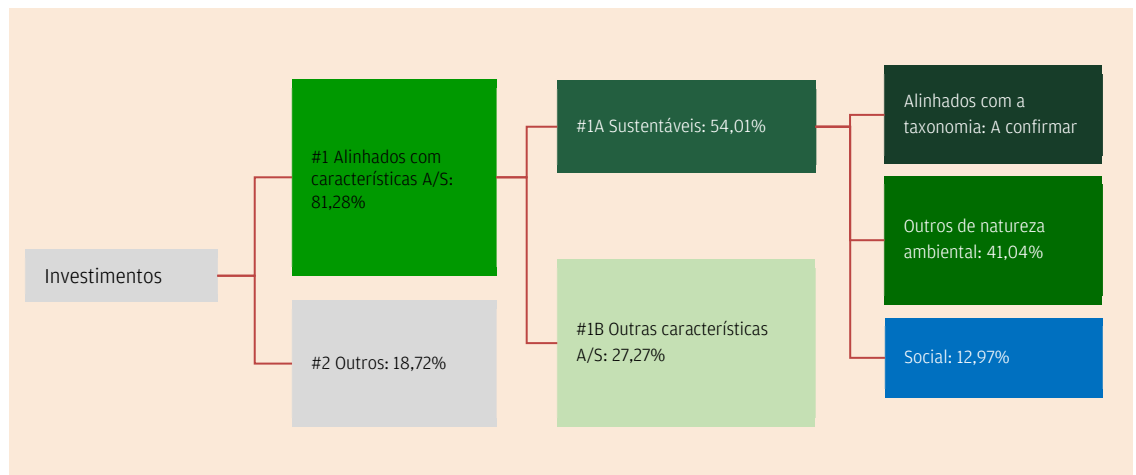 Investimentos
#1 Alinhados com
características A/S:
81,28%
#2 Outros: 18,72%
#1A Sustentáveis: 54,01%
#1B Outras características
A/S: 27,27%
Alinhados com a
taxonomia: A confirmar
Outros de natureza
ambiental: 41,04%
Social: 12,97%